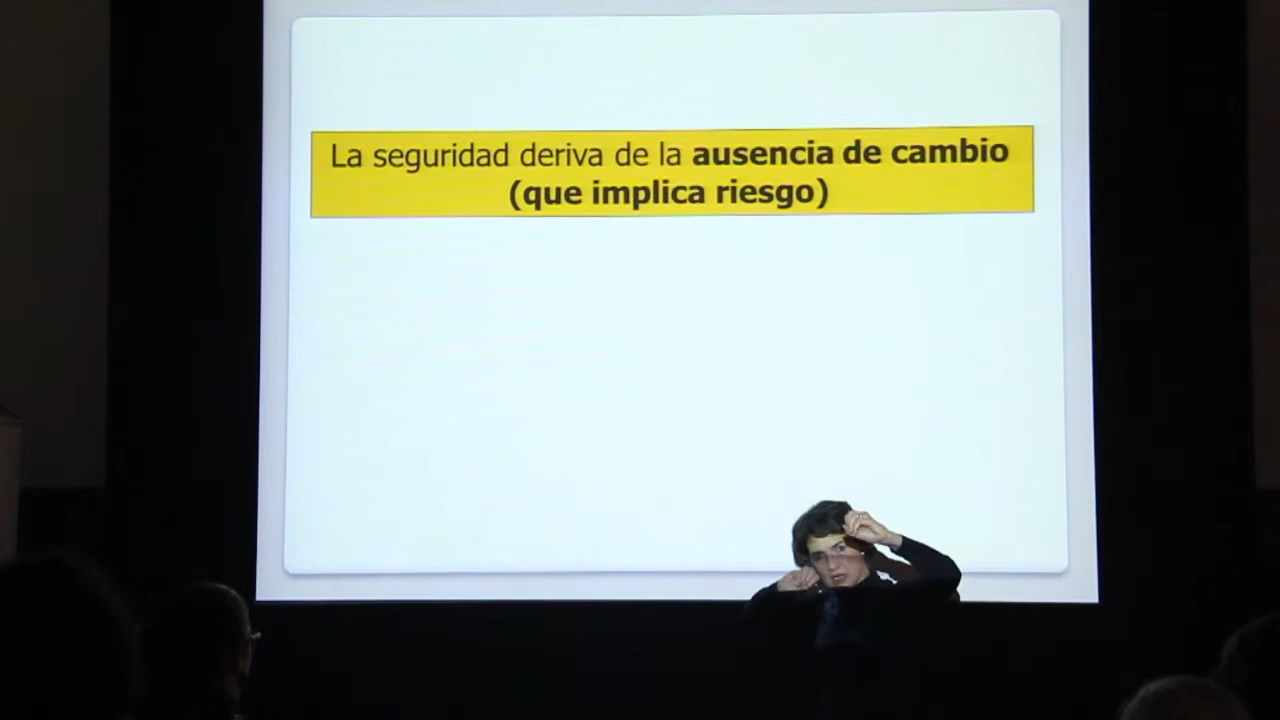 La seguridad deriva de la ausencia de cambio
(que implica riesgo)